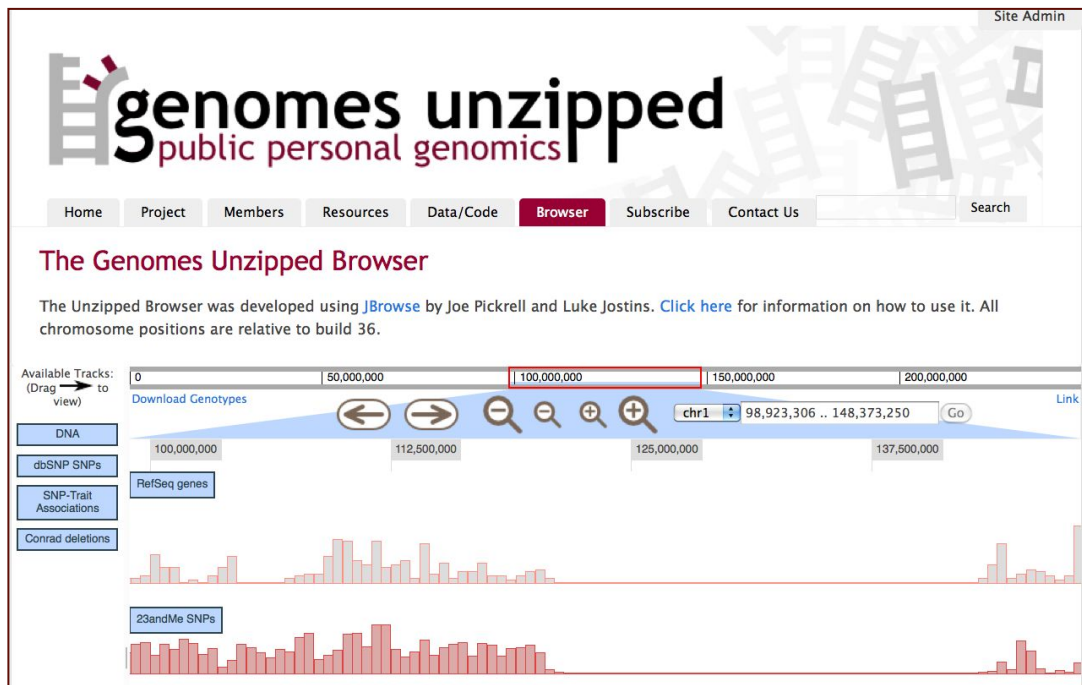 Site Admin
genomes unzipped
public personal genomics
Home Project Members Resources Data/Code Browser Subscribe Contact Us Search
The Genomes Unzipped Browser
The Unzipped Browser was developed using JBrowse by Joe Pickrell and Luke Jostins. Click here for information on how to use it. All
chromosome positions are relative to build 36.
Available Tracks:
(Drag to
view)
0 50,000,000 100,000,000 150,000,000 200,000,000
Download Genotypes
chr1 98,923,306 .. 148,373,250 Go
Link
DNA
dbSNP SNPs
SNP-Trait
Associations
Conrad deletions
100,000,000 112,500,000 125,000,000 137,500,000
RefSeq genes
23andMe SNPs